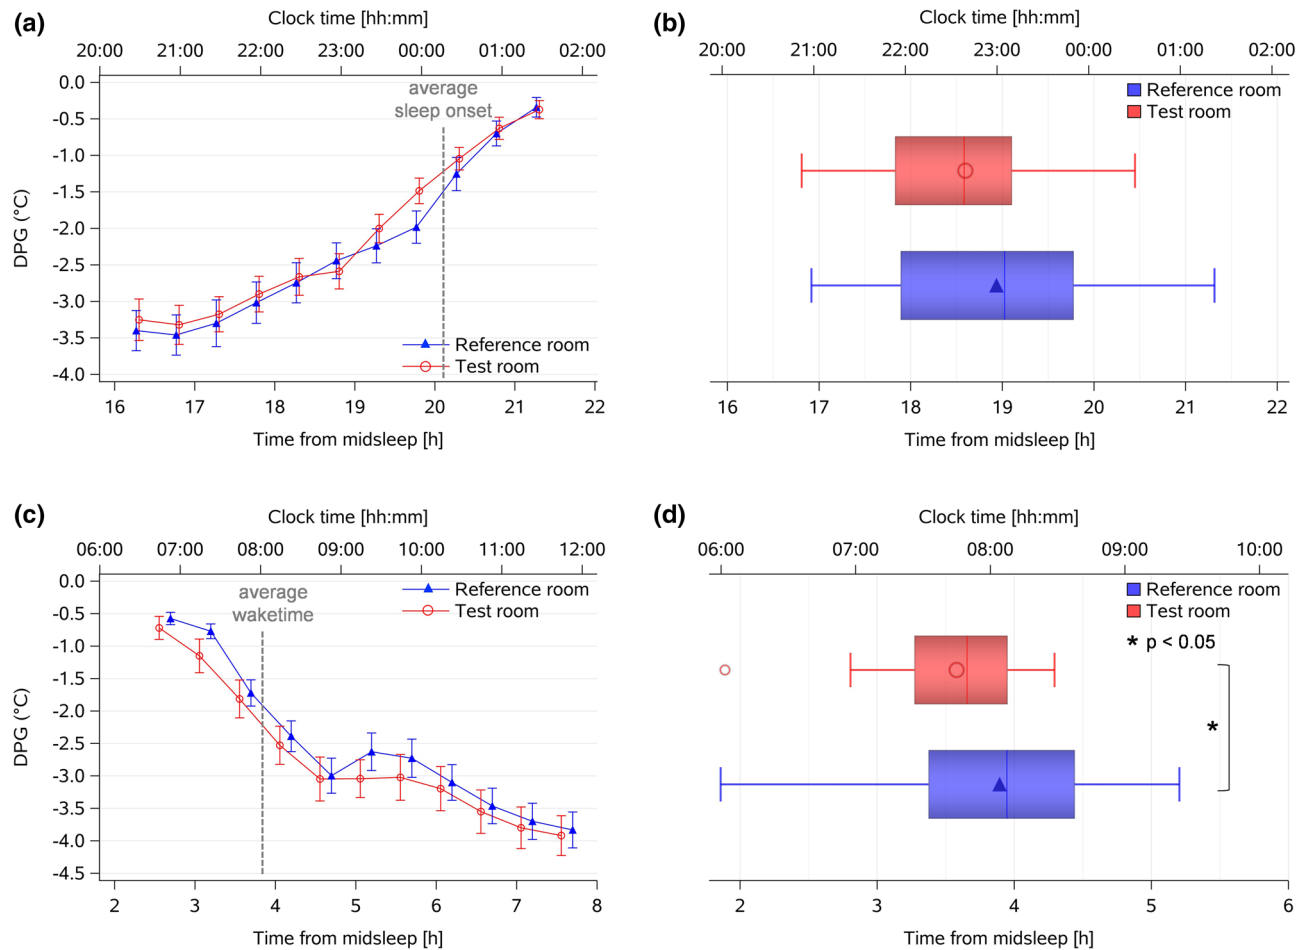 (a)
Clock time [hh:mm]
20:00 21:00 22:00 23:00 00:00 01:00 02:00
0.0
-0.5
-1.0
-1.5
-2.0
-2.5
-3.0
-3.5
-4.0
DPG (°C)
average
sleep onset
Reference room
Test room
16 17 18 19 20 21 22
Time from midsleep [h]
(b)
Clock time [hh:mm]
20:00 21:00 22:00 23:00 00:00 01:00 02:00
Reference room
Test room
16 17 18 19 20 21 22
Time from midsleep [h]
(c)
Clock time [hh:mm]
06:00 07:00 08:00 09:00 10:00 11:00 12:00
0.0
-0.5
-1.0
-1.5
-2.0
-2.5
-3.0
-3.5
-4.0
-4.5
DPG (°C)
average
waketime
Reference room
Test room
2 3 4 5 6 7 8
Time from midsleep [h]
(d)
Clock time [hh:mm]
06:00 07:00 08:00 09:00 10:00
Reference room
Test room
* p < 0.05
*
2 3 4 5 6
Time from midsleep [h]